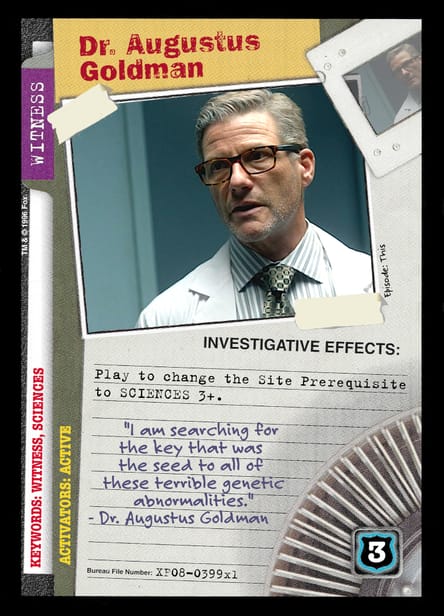 Dr. Augustus
Goldman
WITNESS
TM & © 1996 Fox
Episode: This
INVESTIGATIVE EFFECTS:
Play to change the Site Prerequisite
to SCIENCES 3+.
"I am searching for
the key that was
the seed to all of
these terrible genetic
abnormalities."
- Dr. Augustus Goldman
KEYWORDS: WITNESS, SCIENCES
ACTIVATORS: ACTIVE
3
Bureau File Number: XF08-0399x1